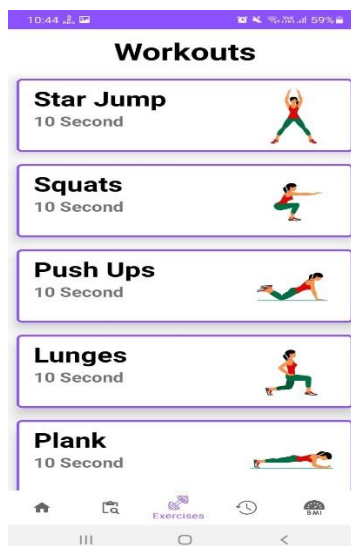 10:44 59%
Workouts
Star Jump
10 Second
Squats
10 Second
Push Ups
10 Second
Lunges
10 Second
Plank
10 Second
Exercises
BMI